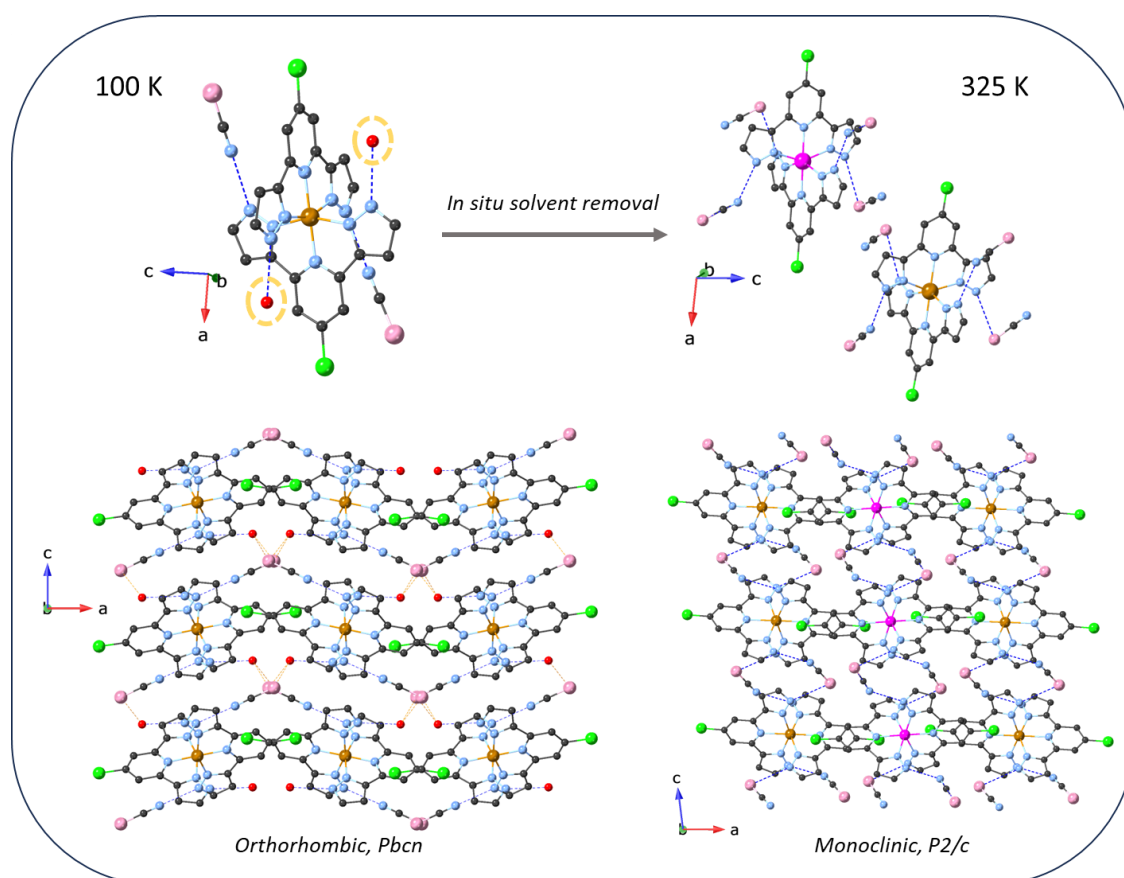 100 K
325 K
In situ solvent removal
c
b
a
b
c
a
c
b
a
c
b
a
Orthorhombic, Pbcn
Monoclinic, P2/c